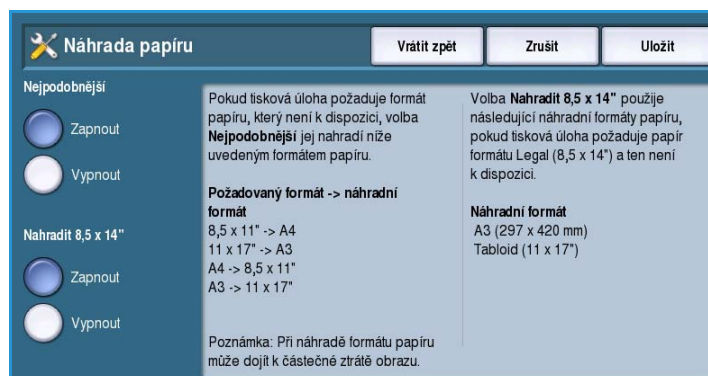 Náhrada papíru
Vrátit zpět
Zrušit
Uložit
Nejpodobnější
Zapnout
Vypnout
Nahradit 8,5 x 14"
Zapnout
Vypnout
Pokud tisková úloha požaduje formát
papíru, který není k dispozici, volba
Nejpodobnější jej nahradí níže
uvedeným formátem papíru.
Požadovaný formát -> náhradní
formát
8,5 x 11" -> A4
11 x 17" -> A3
A4 -> 8,5 x 11"
A3 -> 11 x 17"
Poznámka: Při náhradě formátu papíru
může dojít k částečné ztrátě obrazu.
Volba Nahradit 8,5 x 14" použije
následující náhradní formáty papíru,
pokud tisková úloha požaduje papír
formátu Legal (8,5 x 14") a ten není
k dispozici.
Náhradní formát
A3 (297 x 420 mm)
Tabloid (11 x 17")